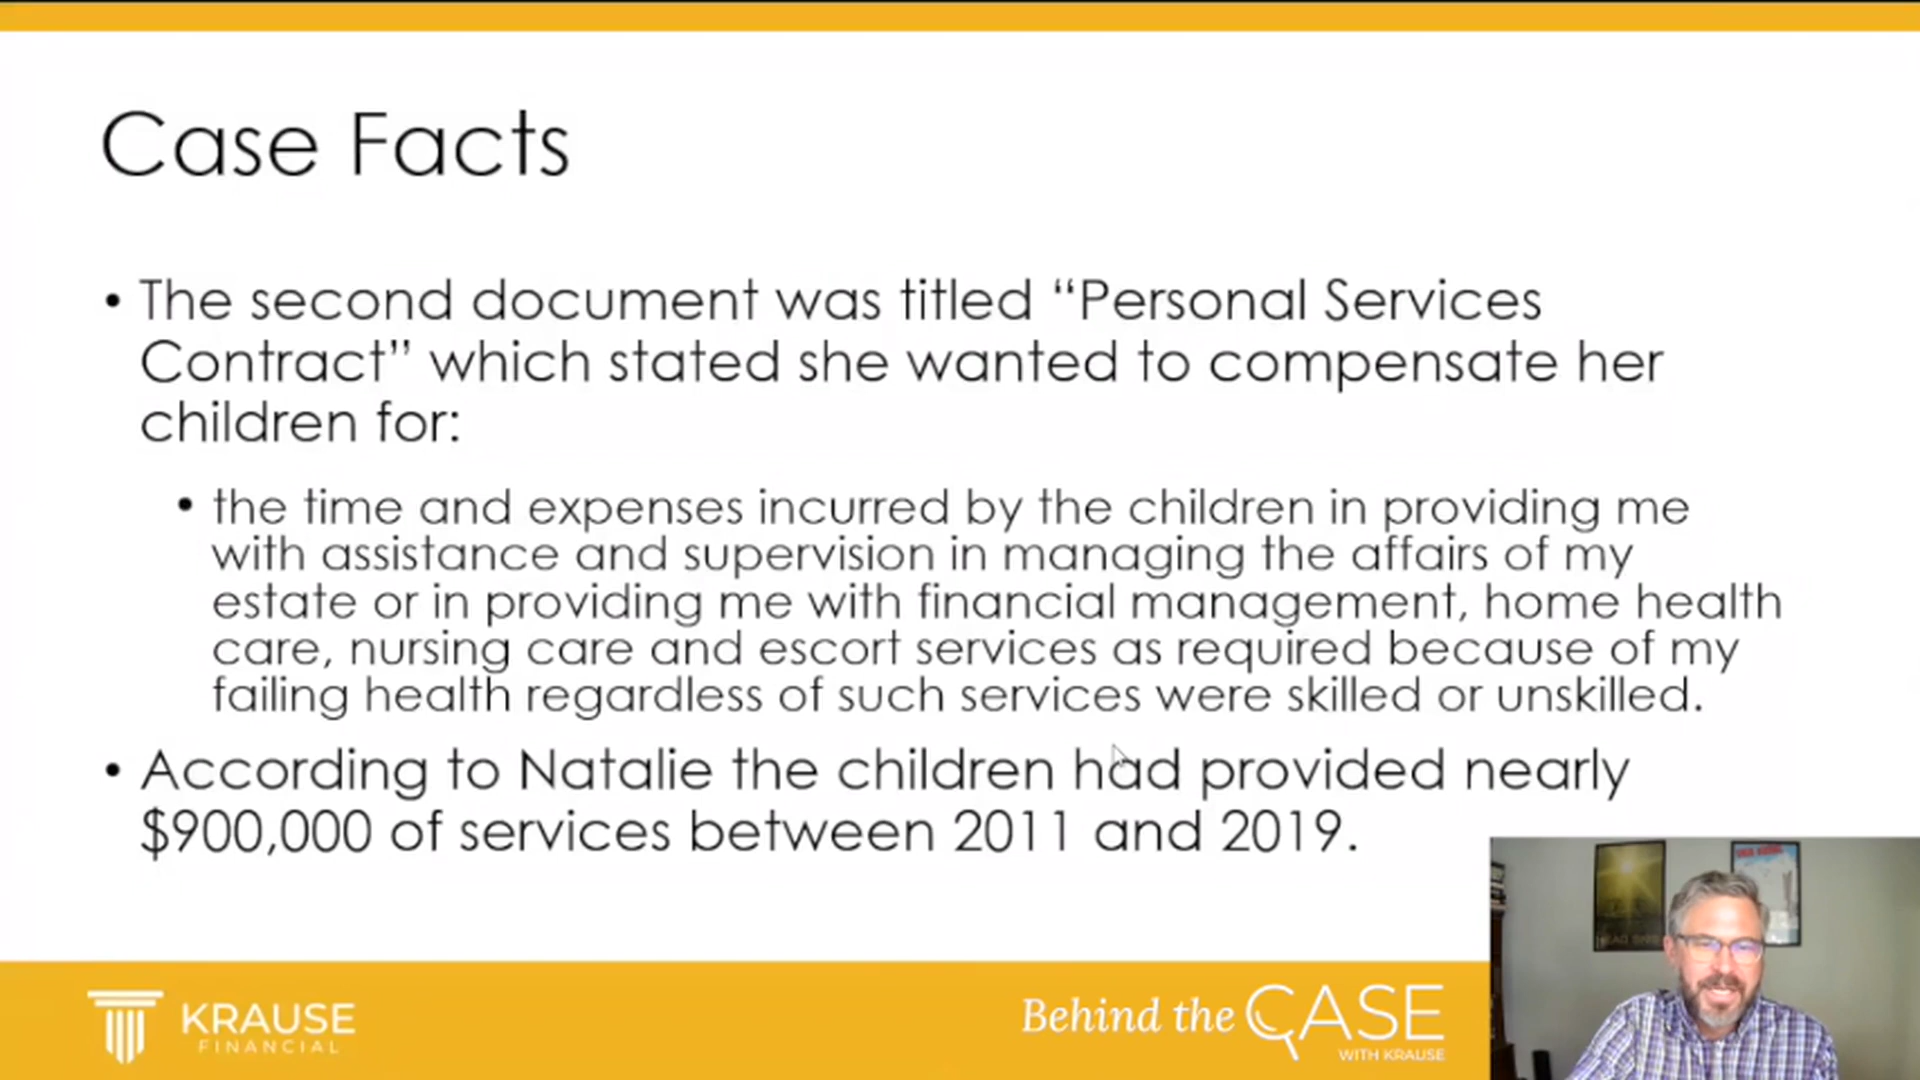 Case Facts
• The second document was titled “Personal Services
Contract” which stated she wanted to compensate her
children for:
• the time and expenses incurred by the children in providing me
with assistance and supervision in managing the affairs of my
estate or in providing me with financial management, home health
care, nursing care and escort services as required because of my
failing health regardless of such services were skilled or unskilled.
• According to Natalie the children had provided nearly
$900,000 of services between 2011 and 2019.
KRAUSE
FINANCIAL
Behind the CASE
WITH KRAUSE